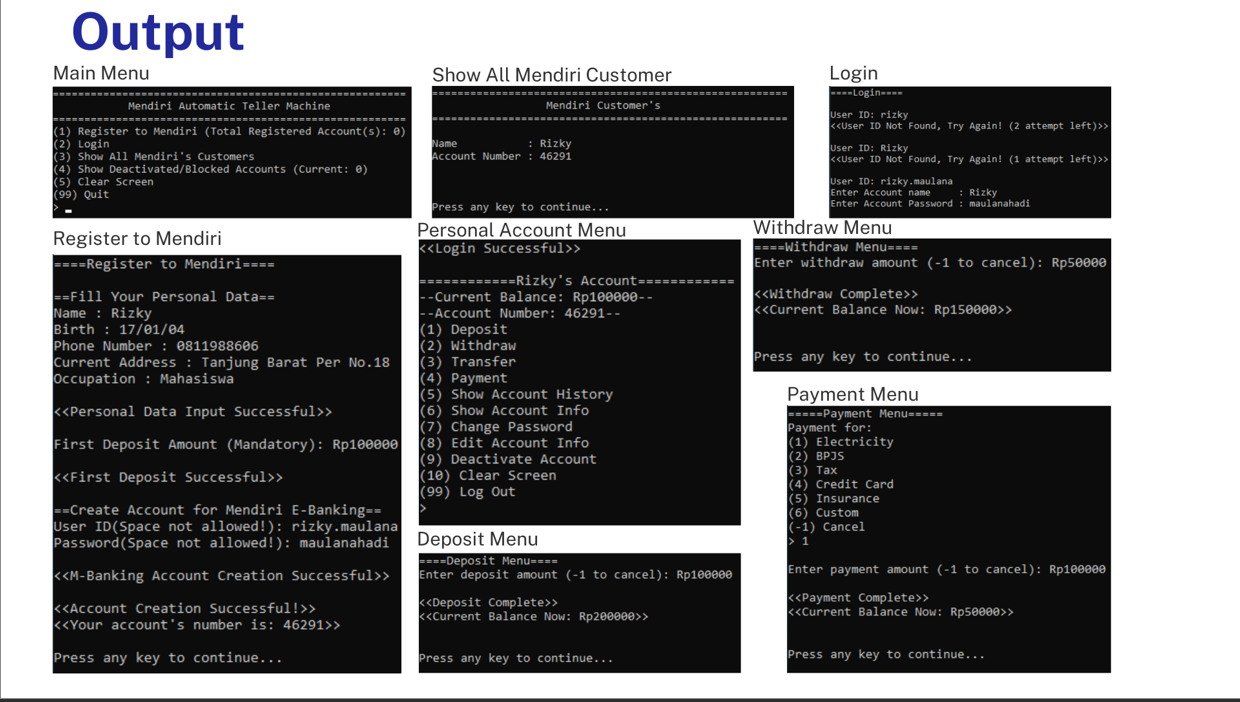 Output
Main Menu
==================================================
Mendiri Automatic Teller Machine
==================================================
(1) Register to Mendiri (Total Registered Account(s): 0)
(2) Login
(3) Show All Mendiri's Customers
(4) Show Deactivated/Blocked Accounts (Current: 0)
(5) Clear Screen
(99) Quit
>
Show All Mendiri Customer
==================================================
Mendiri Customer's
==================================================
Name : Rizky
Account Number : 46291
Press any key to continue...
Login
====Login====
User ID: rizky
<<User ID Not Found, Try Again! (2 attempt left)>>
User ID: Rizky
<<User ID Not Found, Try Again! (1 attempt left)>>
User ID: rizky.maulana
Enter Account name : Rizky
Enter Account Password : maulanahadi
Register to Mendiri
====Register to Mendiri====
==Fill Your Personal Data==
Name : Rizky
Birth : 17/01/04
Phone Number : 0811988606
Current Address : Tanjung Barat Per No.18
Occupation : Mahasiswa
<<Personal Data Input Successful>>
First Deposit Amount (Mandatory): Rp100000
<<First Deposit Successful>>
==Create Account for Mendiri E-Banking==
User ID(Space not allowed!): rizky.maulana
Password(Space not allowed!): maulanahadi
<<M-Banking Account Creation Successful>>
<<Account Creation Successful!>>
<<Your account's number is: 46291>>
Press any key to continue...
Personal Account Menu
<<Login Successful>>
============Rizky's Account============
--Current Balance: Rp100000--
--Account Number: 46291--
(1) Deposit
(2) Withdraw
(3) Transfer
(4) Payment
(5) Show Account History
(6) Show Account Info
(7) Change Password
(8) Edit Account Info
(9) Deactivate Account
(10) Clear Screen
(99) Log Out
>
Deposit Menu
====Deposit Menu====
Enter deposit amount (-1 to cancel): Rp100000
<<Deposit Complete>>
<<Current Balance Now: Rp200000>>
Press any key to continue...
Withdraw Menu
====Withdraw Menu====
Enter withdraw amount (-1 to cancel): Rp50000
<<Withdraw Complete>>
<<Current Balance Now: Rp150000>>
Press any key to continue...
Payment Menu
=====Payment Menu=====
Payment for:
(1) Electricity
(2) BPJS
(3) Tax
(4) Credit Card
(5) Insurance
(6) Custom
(-1) Cancel
> 1
Enter payment amount (-1 to cancel): Rp100000
<<Payment Complete>>
<<Current Balance Now: Rp50000>>
Press any key to continue...